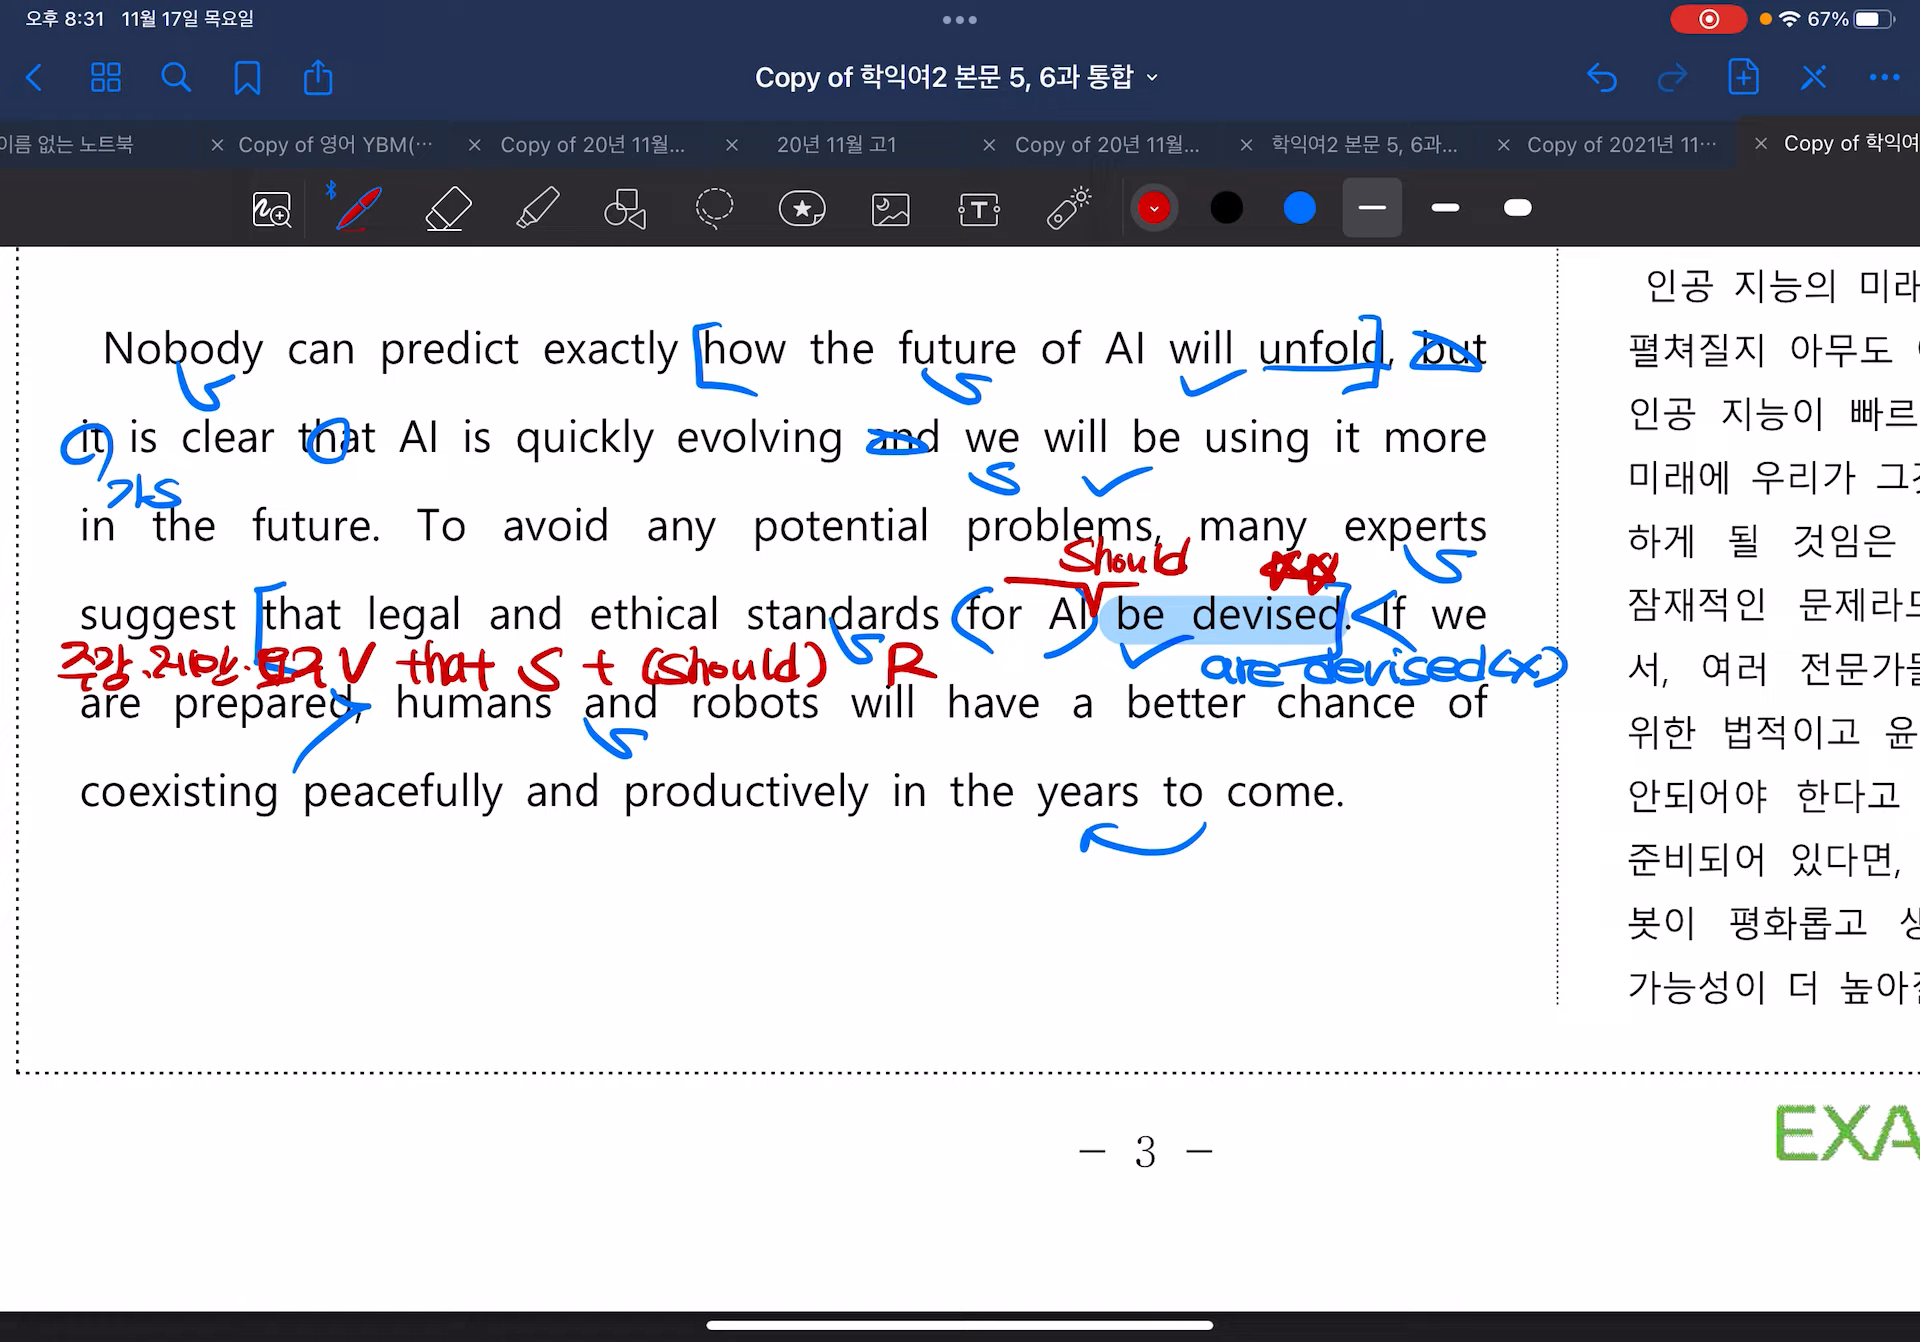 오후 8:31 11월 17일 목요일
67%
Copy of 학익여2 본문 5, 6과 통합
이름 없는 노트북
Copy of 영어 YBM(…
Copy of 20년 11월...
20년 11월 고1
Copy of 20년 11월...
학익여2 본문 5, 6과...
Copy of 2021년 11…
Copy of 학익여
Nobody can predict exactly [how the future of AI will unfold], but
S S
it is clear that AI is quickly evolving and we will be using it more
가S S
in the future. To avoid any potential problems, many experts
should S
suggest [that legal and ethical standards (for AI) be devised]. If we
주장.제안.요구 V that S + (should) R
S
are devised(x)
are prepared, humans and robots will have a better chance of
S
coexisting peacefully and productively in the years to come.
인공 지능의 미래
펼쳐질지 아무도
인공 지능이 빠르
미래에 우리가 그
하게 될 것임은
잠재적인 문제라도
서, 여러 전문가들
위한 법적이고 윤
안되어야 한다고
준비되어 있다면,
봇이 평화롭고 생
가능성이 더 높아
- 3 -
EXA